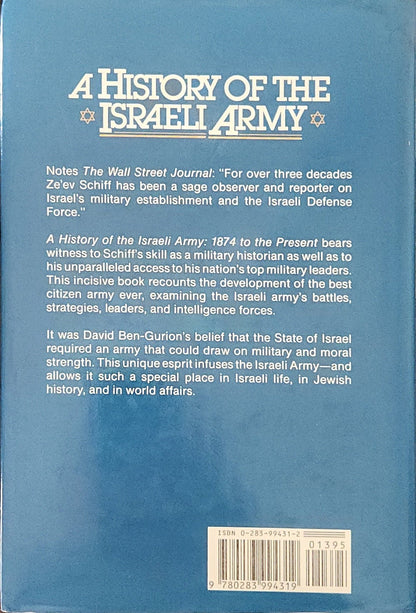 A HISTORY OF THE
ISRAELI ARMY
Notes The Wall Street Journal: "For over three decades
Ze'ev Schiff has been a sage observer and reporter on
Israel's military establishment and the Israeli Defense
Force."
A History of the Israeli Army: 1874 to the Present bears
witness to Schiff's skill as a military historian as well as to
his unparalleled access to his nation's top military leaders.
This incisive book recounts the development of the best
citizen army ever, examining the Israeli army's battles,
strategies, leaders, and intelligence forces.
It was David Ben-Gurion's belief that the State of Israel
required an army that could draw on military and moral
strength. This unique esprit infuses the Israeli Army—and
allows it such a special place in Israeli life, in Jewish
history, and in world affairs.
ISBN 0-283-99431-2
01395
9 780283 994319